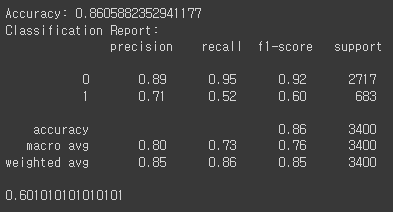 Accuracy: 0.8605882352941177
Classification Report:
precision recall f1-score support
0 0.89 0.95 0.92 2717
1 0.71 0.52 0.60 683
accuracy 0.86 3400
macro avg 0.80 0.73 0.76 3400
weighted avg 0.85 0.86 0.85 3400
0.601010101010101